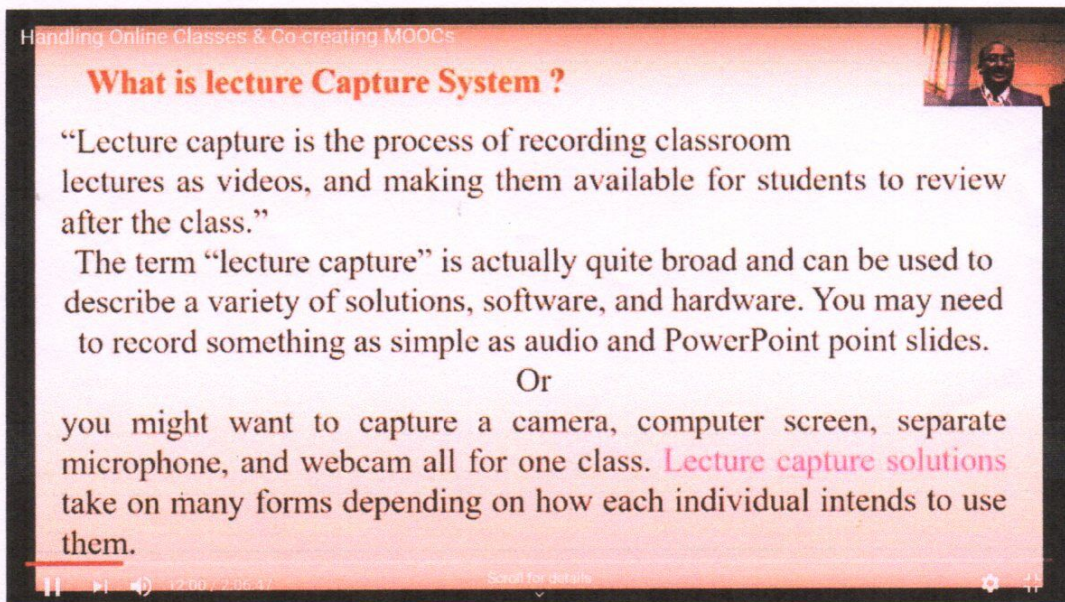 Handling Online Classes & Co-creating MOOCs
What is lecture Capture System ?
“Lecture capture is the process of recording classroom
lectures as videos, and making them available for students to review
after the class.”
The term “lecture capture” is actually quite broad and can be used to
describe a variety of solutions, software, and hardware. You may need
to record something as simple as audio and PowerPoint point slides.
Or
you might want to capture a camera, computer screen, separate
microphone, and webcam all for one class. Lecture capture solutions
take on many forms depending on how each individual intends to use
them.
12:00 / 2:06:47
Scroll for details